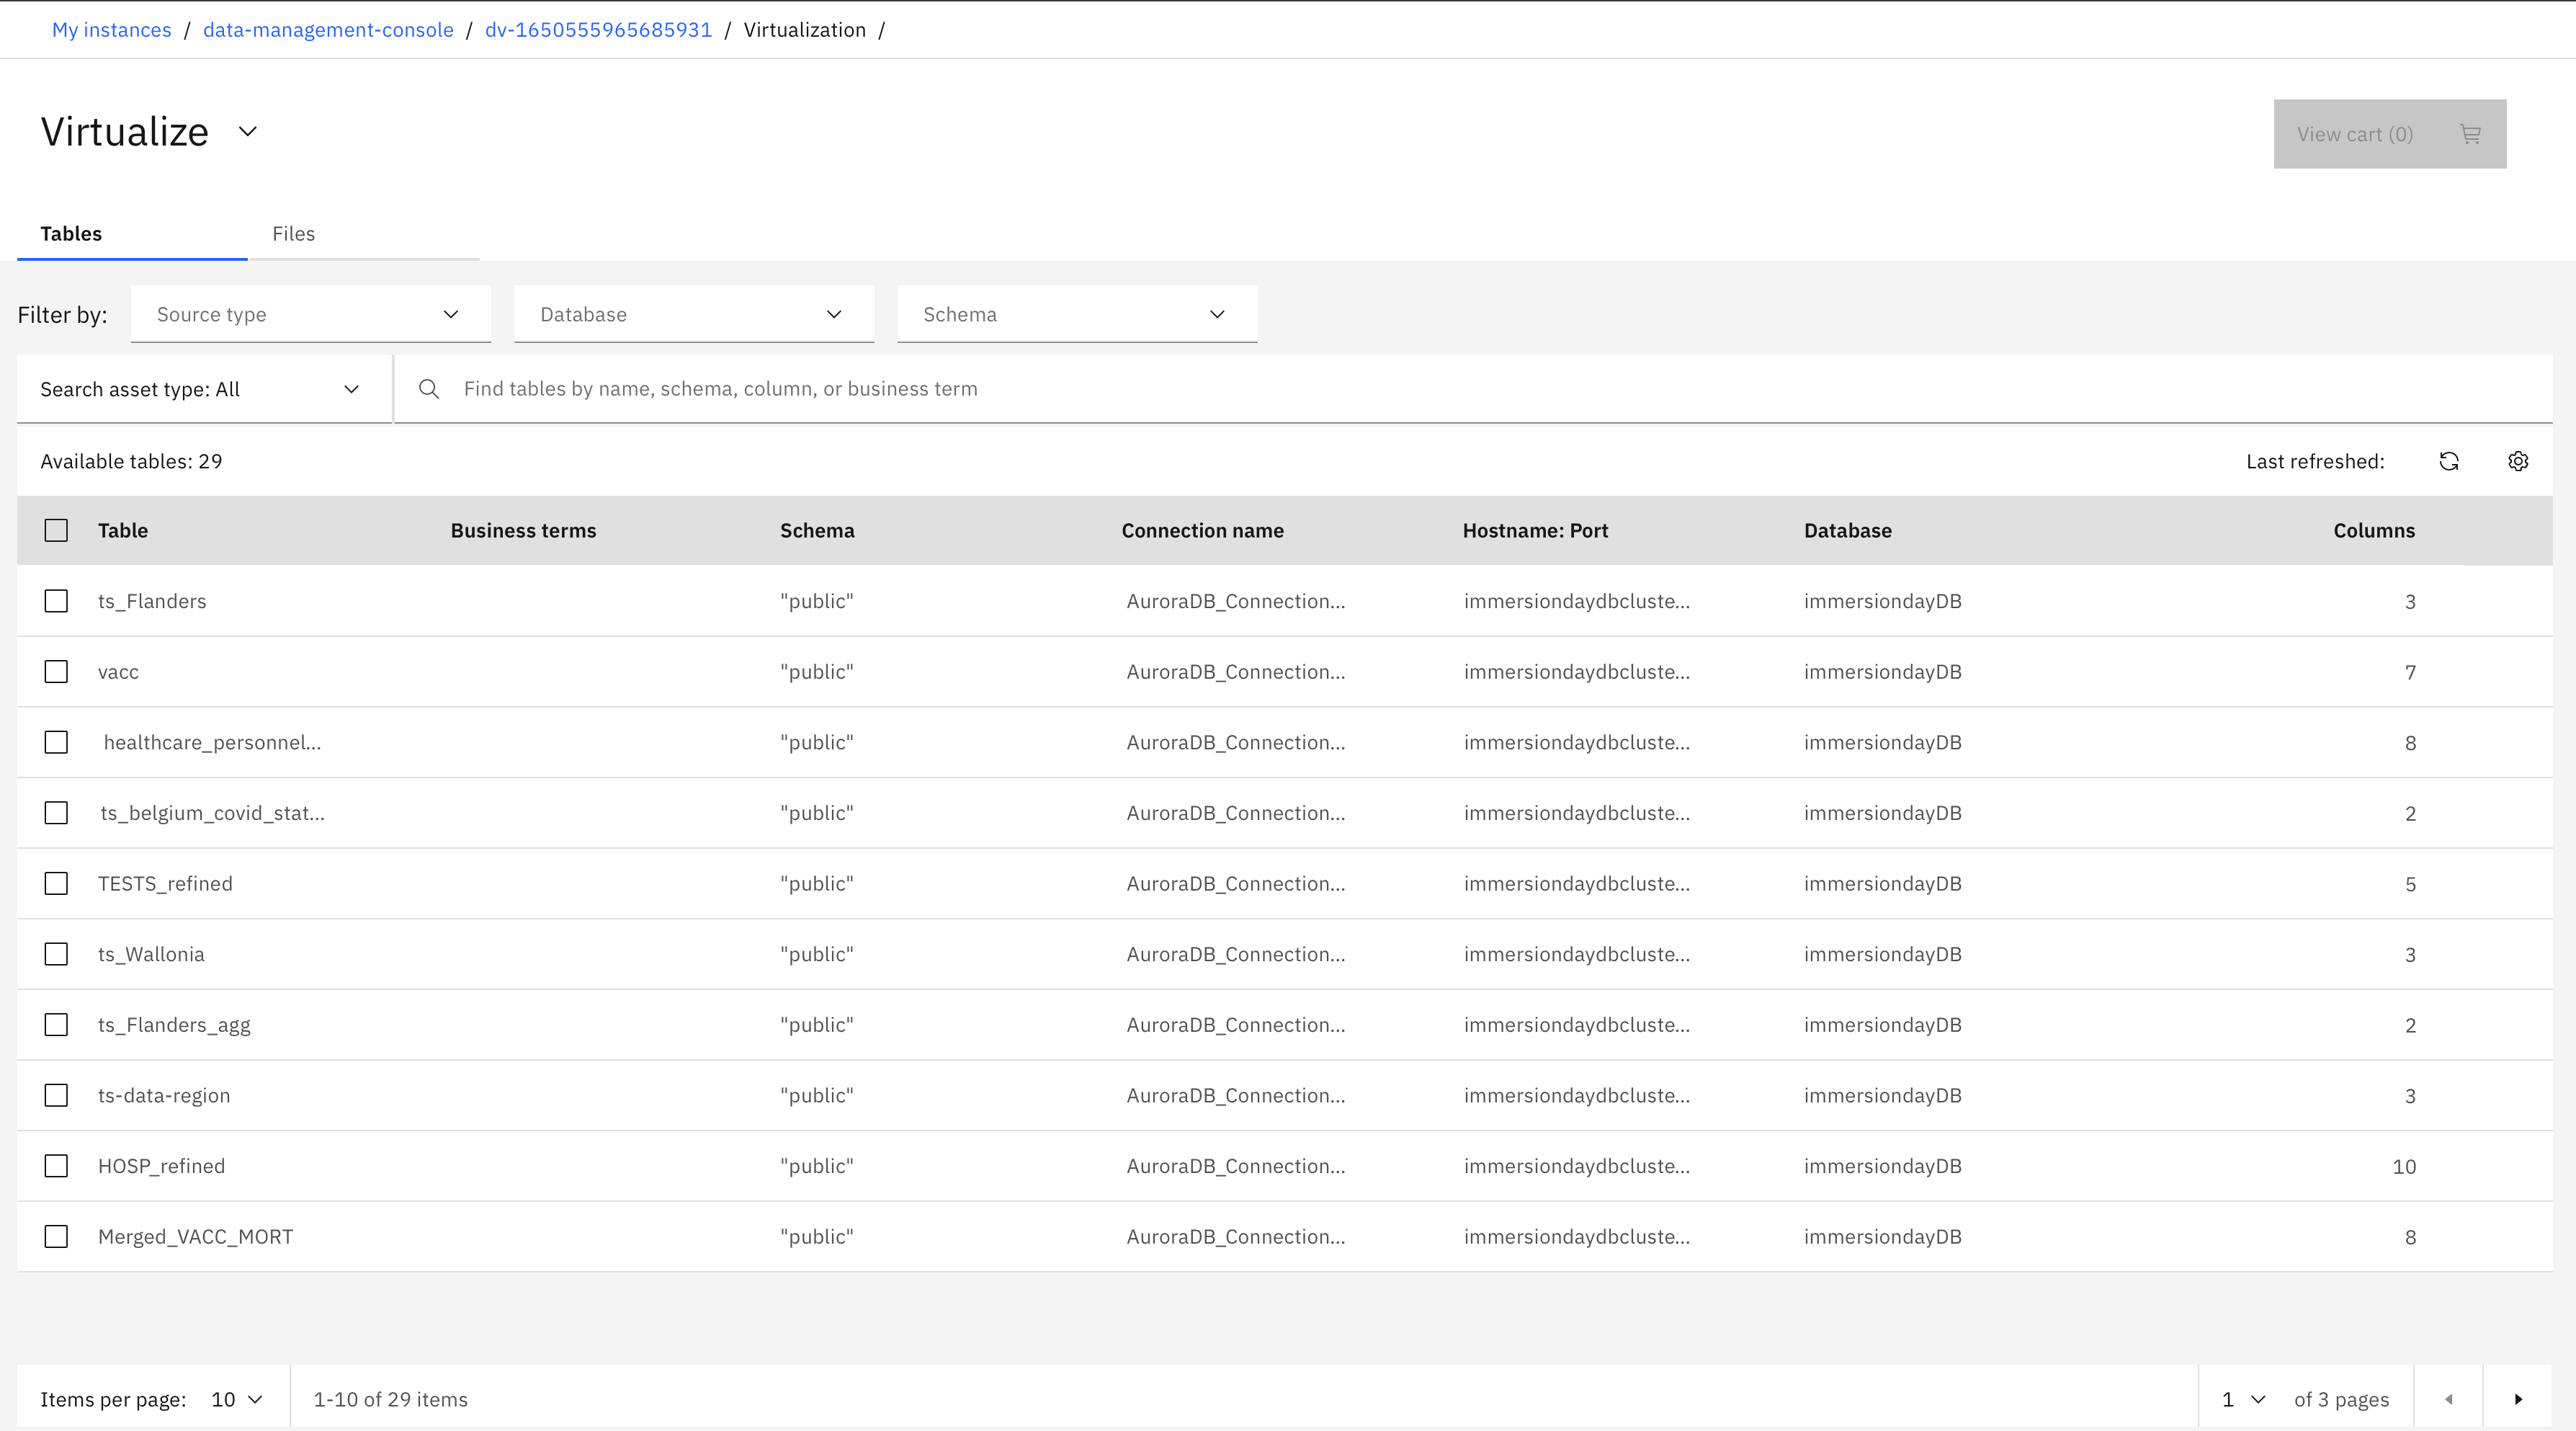 My instances / data-management-console / dv-1650555965685931 / Virtualization /
Virtualize
View cart (0)
Tables Files
Filter by: Source type Database Schema
Search asset type: All Find tables by name, schema, column, or business term
Available tables: 29 Last refreshed:
Table Business terms Schema Connection name Hostname: Port Database Columns
ts_Flanders "public" AuroraDB_Connection... immersiondaydbcluste... immersiondayDB 3
vacc "public" AuroraDB_Connection... immersiondaydbcluste... immersiondayDB 7
healthcare_personnel... "public" AuroraDB_Connection... immersiondaydbcluste... immersiondayDB 8
ts_belgium_covid_stat... "public" AuroraDB_Connection... immersiondaydbcluste... immersiondayDB 2
TESTS_refined "public" AuroraDB_Connection... immersiondaydbcluste... immersiondayDB 5
ts_Wallonia "public" AuroraDB_Connection... immersiondaydbcluste... immersiondayDB 3
ts_Flanders_agg "public" AuroraDB_Connection... immersiondaydbcluste... immersiondayDB 2
ts-data-region "public" AuroraDB_Connection... immersiondaydbcluste... immersiondayDB 3
HOSP_refined "public" AuroraDB_Connection... immersiondaydbcluste... immersiondayDB 10
Merged_VACC_MORT "public" AuroraDB_Connection... immersiondaydbcluste... immersiondayDB 8
Items per page: 10 1-10 of 29 items 1 of 3 pages